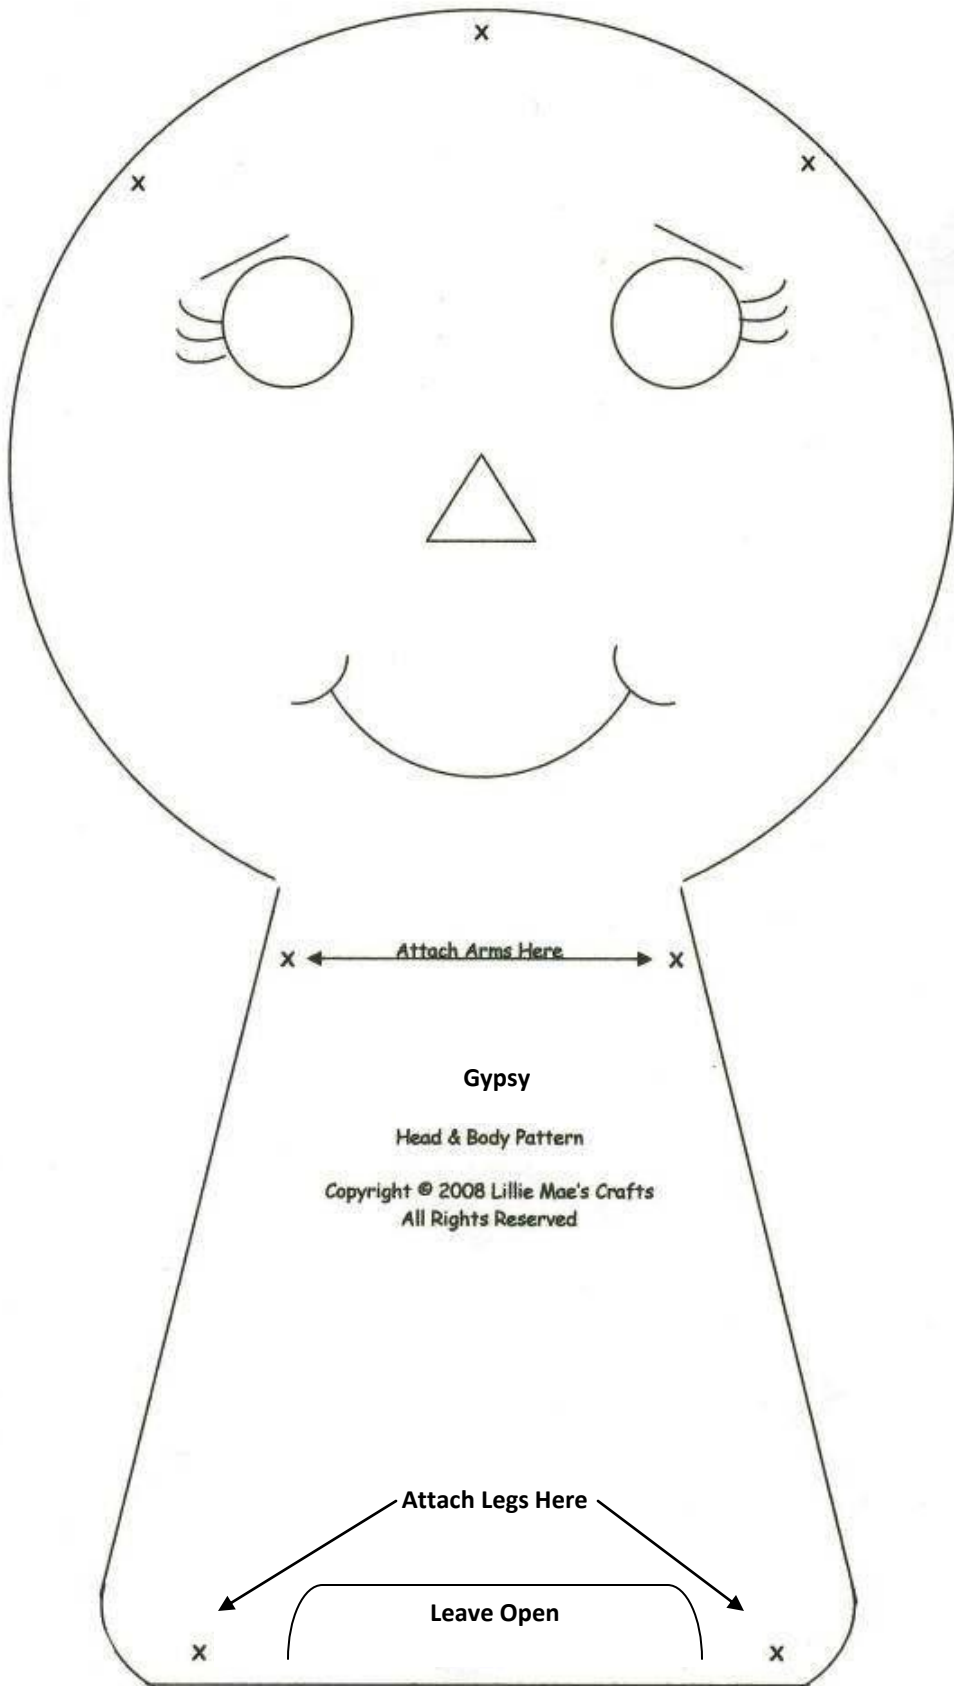 x
x
x
x Attach Arms Here x
Gypsy
Head & Body Pattern
Copyright © 2008 Lillie Mae's Crafts
All Rights Reserved
Attach Legs Here
Leave Open
x x